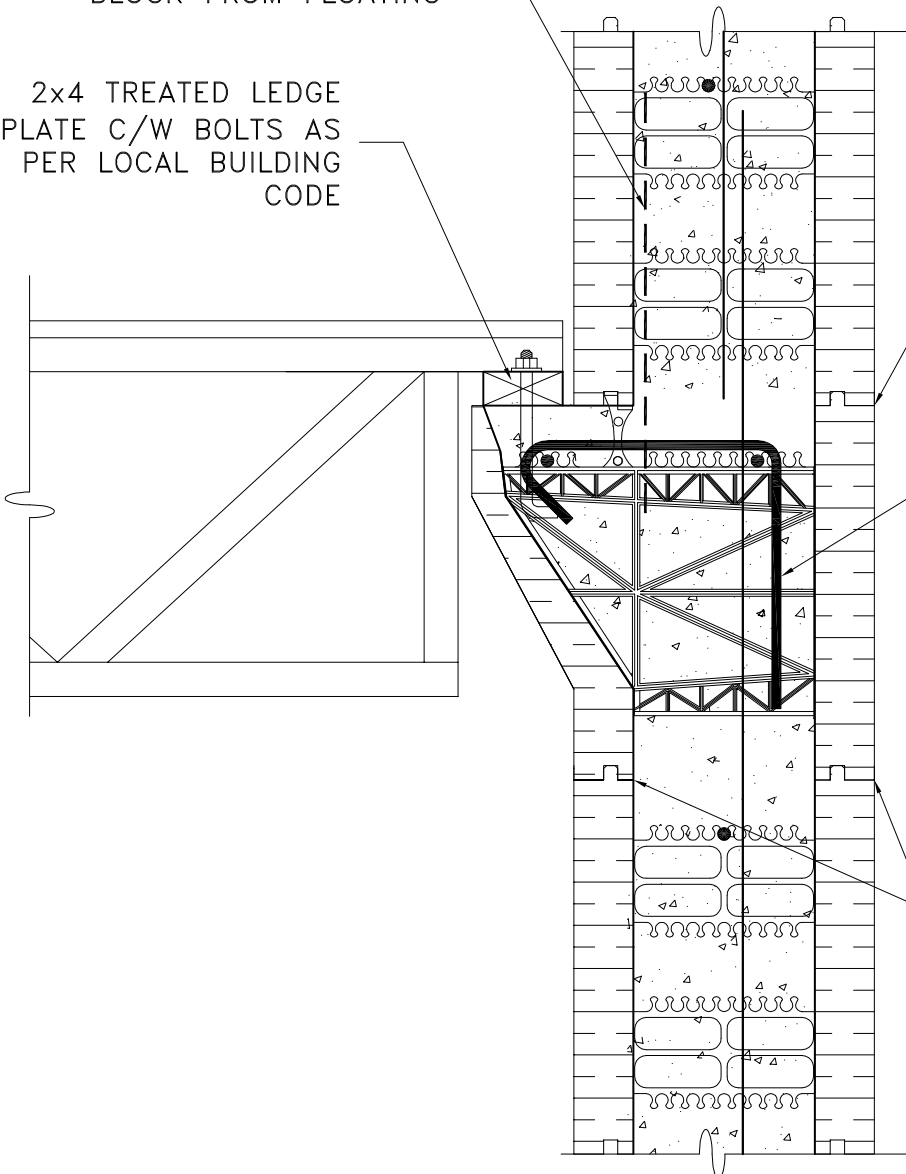 BLOCK FROM FLOATING
2x4 TREATED LEDGE
PLATE C/W BOLTS AS
PER LOCAL BUILDING
CODE